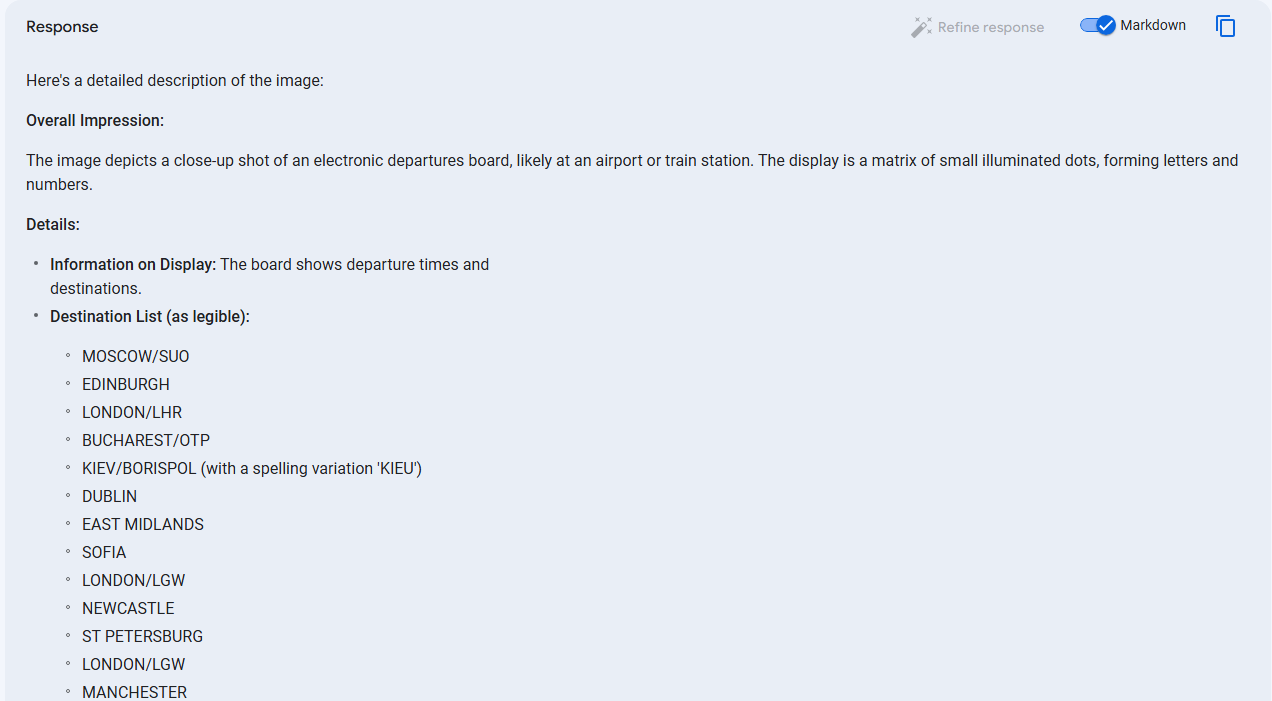 Response
Refine response
Markdown
Here's a detailed description of the image:
Overall Impression:
The image depicts a close-up shot of an electronic departures board, likely at an airport or train station. The display is a matrix of small illuminated dots, forming letters and
numbers.
Details:
• Information on Display: The board shows departure times and
destinations.
• Destination List (as legible):
◦ MOSCOW/SUO
◦ EDINBURGH
◦ LONDON/LHR
◦ BUCHAREST/OTP
◦ KIEV/BORISPOL (with a spelling variation 'KIEU')
◦ DUBLIN
◦ EAST MIDLANDS
◦ SOFIA
◦ LONDON/LGW
◦ NEWCASTLE
◦ ST PETERSBURG
◦ LONDON/LGW
◦ MANCHESTER